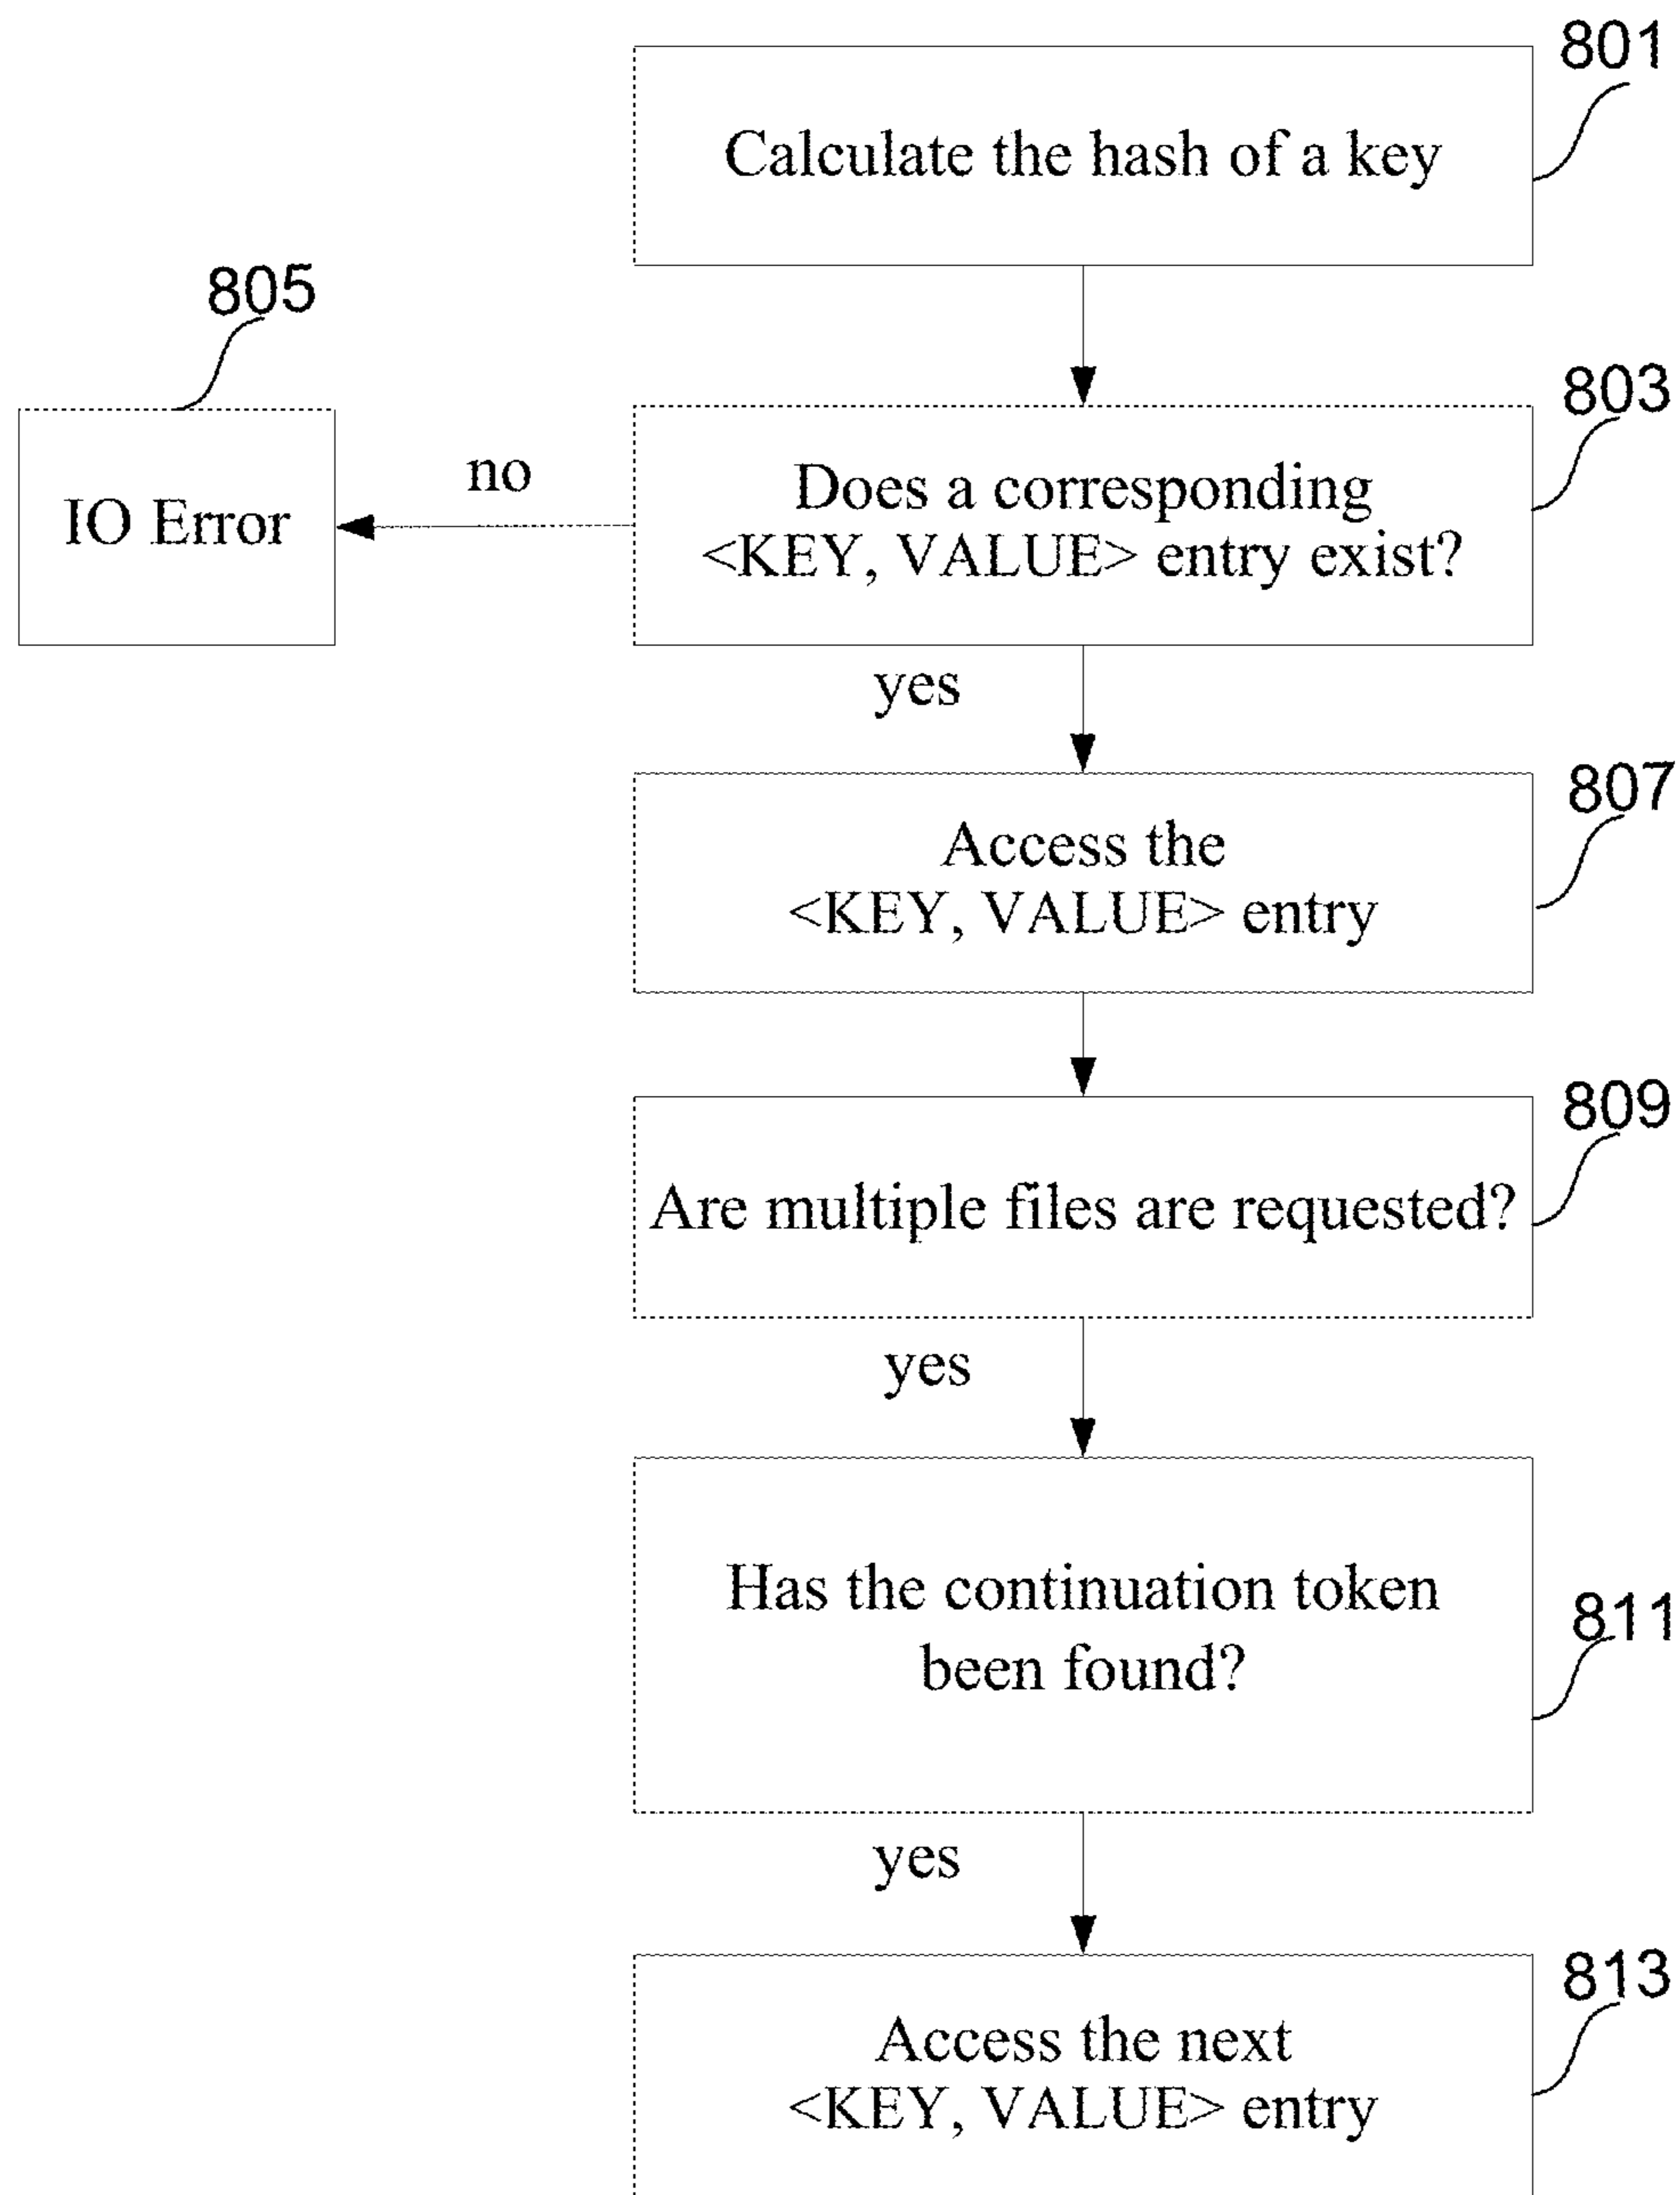 801
Calculate the hash of a key
805
803
IO Error
no
Does a corresponding
<KEY, VALUE> entry exist?
yes
807
Access the
<KEY, VALUE> entry
809
Are multiple files are requested?
yes
Has the continuation token
been found?
811
yes
813
Access the next
<KEY, VALUE> entry